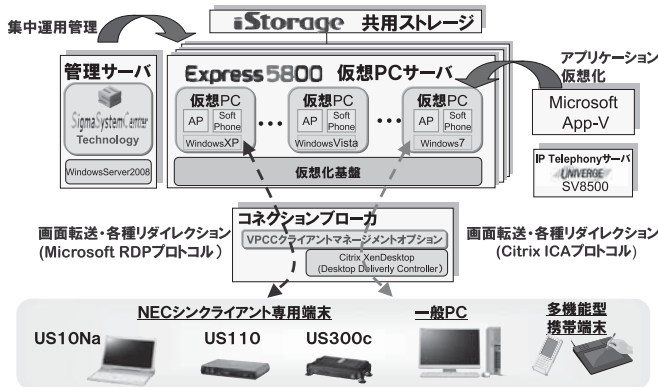 iStorage 共用ストレージ
集中運用管理
管理サーバ
SigmaSystemCenter
Technology
WindowsServer2008
Express5800 仮想PCサーバ
仮想PC
AP
Soft
Phone
WindowsXP
•••
仮想PC
AP
Soft
Phone
WindowsVista
•••
仮想PC
AP
Soft
Phone
Windows7
仮想化基盤
アプリケーション
仮想化
Microsoft
App-V
IP Telephonyサーバ
UNIVERGE
SV8500
画面転送・各種リダイレクション
(Microsoft RDPプロトコル)
コネクションブローカ
VPCCクライアントマネージメントオプション
Citrix XenDesktop
(Desktop Deliverly Controller)
画面転送・各種リダイレクション
(Citrix ICAプロトコル)
NECシンクライアント専用端末
US10Na
US110
US300c
一般PC
多機能型
携帯端末